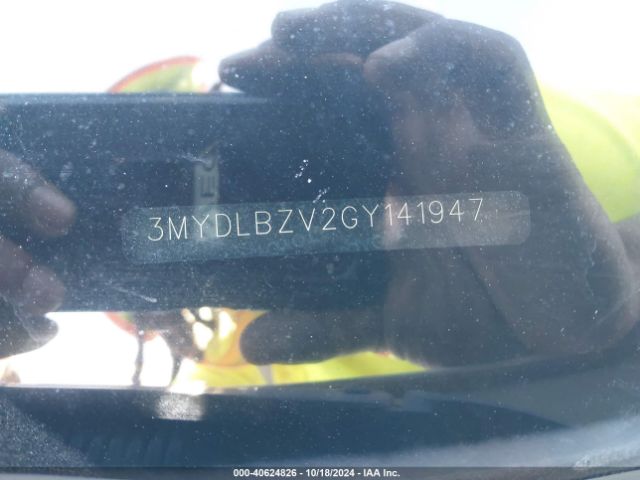 3MYDLBZV2GY141947
000-40624826 - 10/18/2024 - IAA Inc.